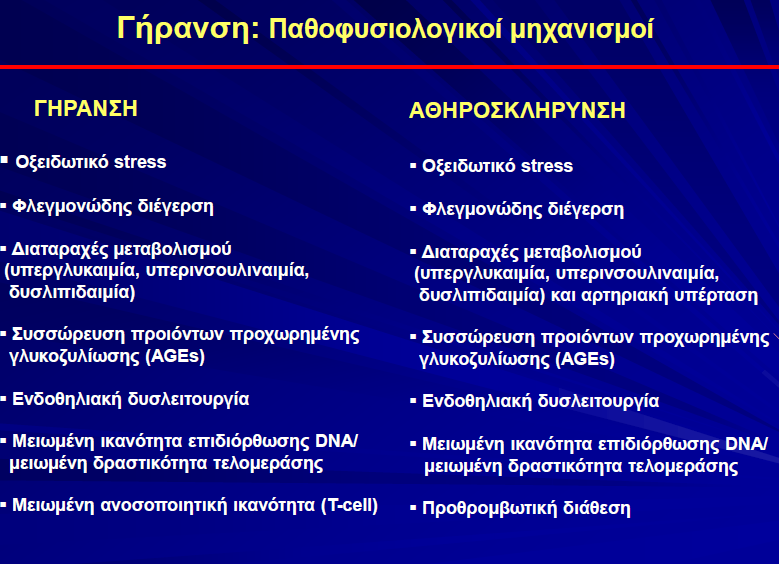 Γήρανση: Παθοφυσιολογικοί μηχανισμοί
ΓΗΡΑΝΣΗ
▪ Οξειδωτικό stress
▪ Φλεγμονώδης διέγερση
▪ Διαταραχές μεταβολισμού
(υπεργλυκαιμία, υπερινσουλιναιμία,
δυσλιπιδαιμία)
▪ Συσσώρευση προιόντων προχωρημένης
γλυκοζυλίωσης (AGEs)
▪ Ενδοθηλιακή δυσλειτουργία
▪ Μειωμένη ικανότητα επιδιόρθωσης DNA/
μειωμένη δραστικότητα τελομεράσης
▪ Μειωμένη ανοσοποιητική ικανότητα (T-cell)
ΑΘΗΡΟΣΚΛΗΡΥΝΣΗ
▪ Οξειδωτικό stress
▪ Φλεγμονώδης διέγερση
▪ Διαταραχές μεταβολισμού
(υπεργλυκαιμία, υπερινσουλιναιμία,
δυσλιπιδαιμία) και αρτηριακή υπέρταση
▪ Συσσώρευση προιόντων προχωρημένης
γλυκοζυλίωσης (AGEs)
▪ Ενδοθηλιακή δυσλειτουργία
▪ Μειωμένη ικανότητα επιδιόρθωσης DNA/
μειωμένη δραστικότητα τελομεράσης
▪ Προθρομβωτική διάθεση